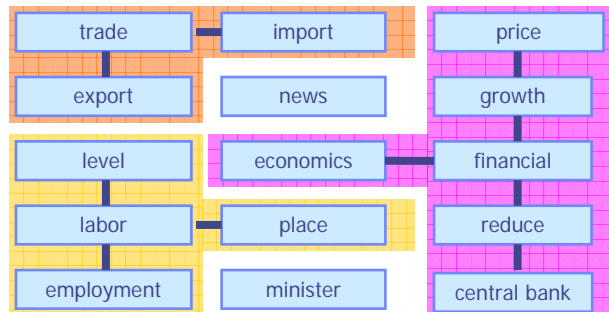 trade
import
price
export
news
growth
level
economics
financial
labor
place
reduce
employment
minister
central bank